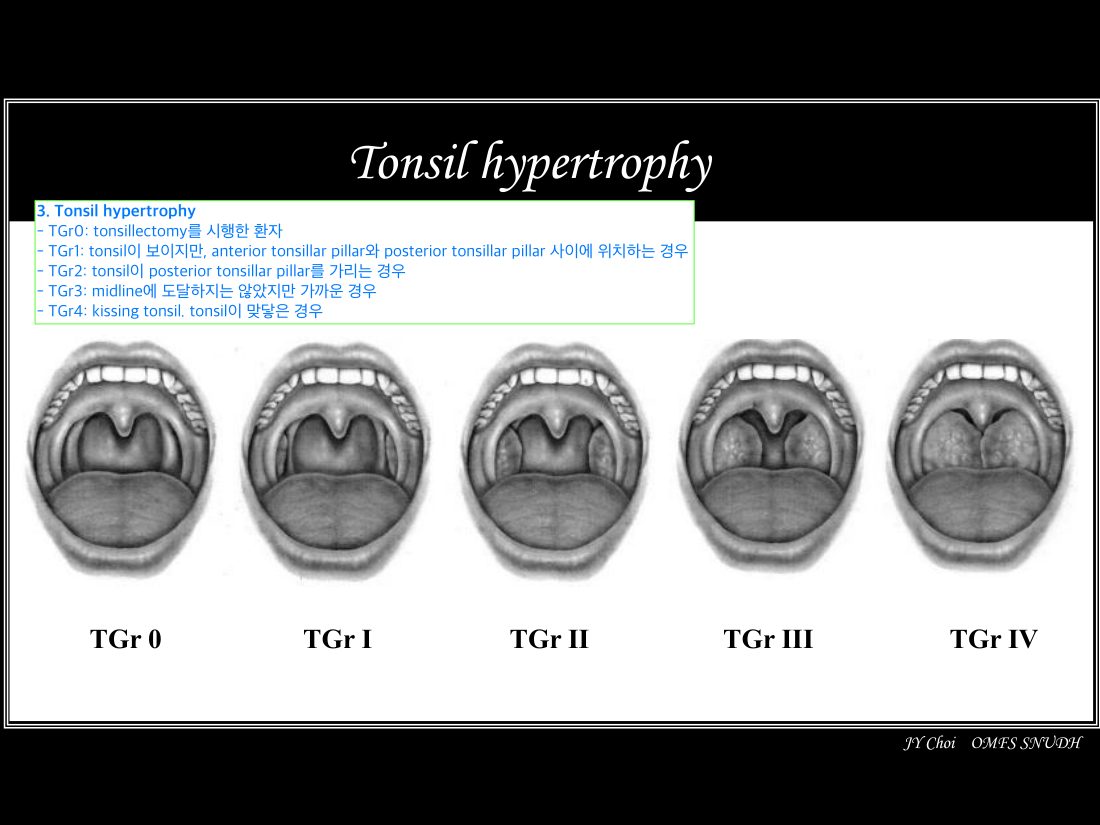 Tonsil hypertrophy
3. Tonsil hypertrophy
- TGr0: tonsillectomy를 시행한 환자
- TGr1: tonsil이 보이지만, anterior tonsillar pillar와 posterior tonsillar pillar 사이에 위치하는 경우
- TGr2: tonsil이 posterior tonsillar pillar를 가리는 경우
- TGr3: midline에 도달하지는 않았지만 가까운 경우
- TGr4: kissing tonsil. tonsil이 맞닿은 경우
TGr 0 TGr I TGr II TGr III TGr IV
JY Choi OMFS SNUDH